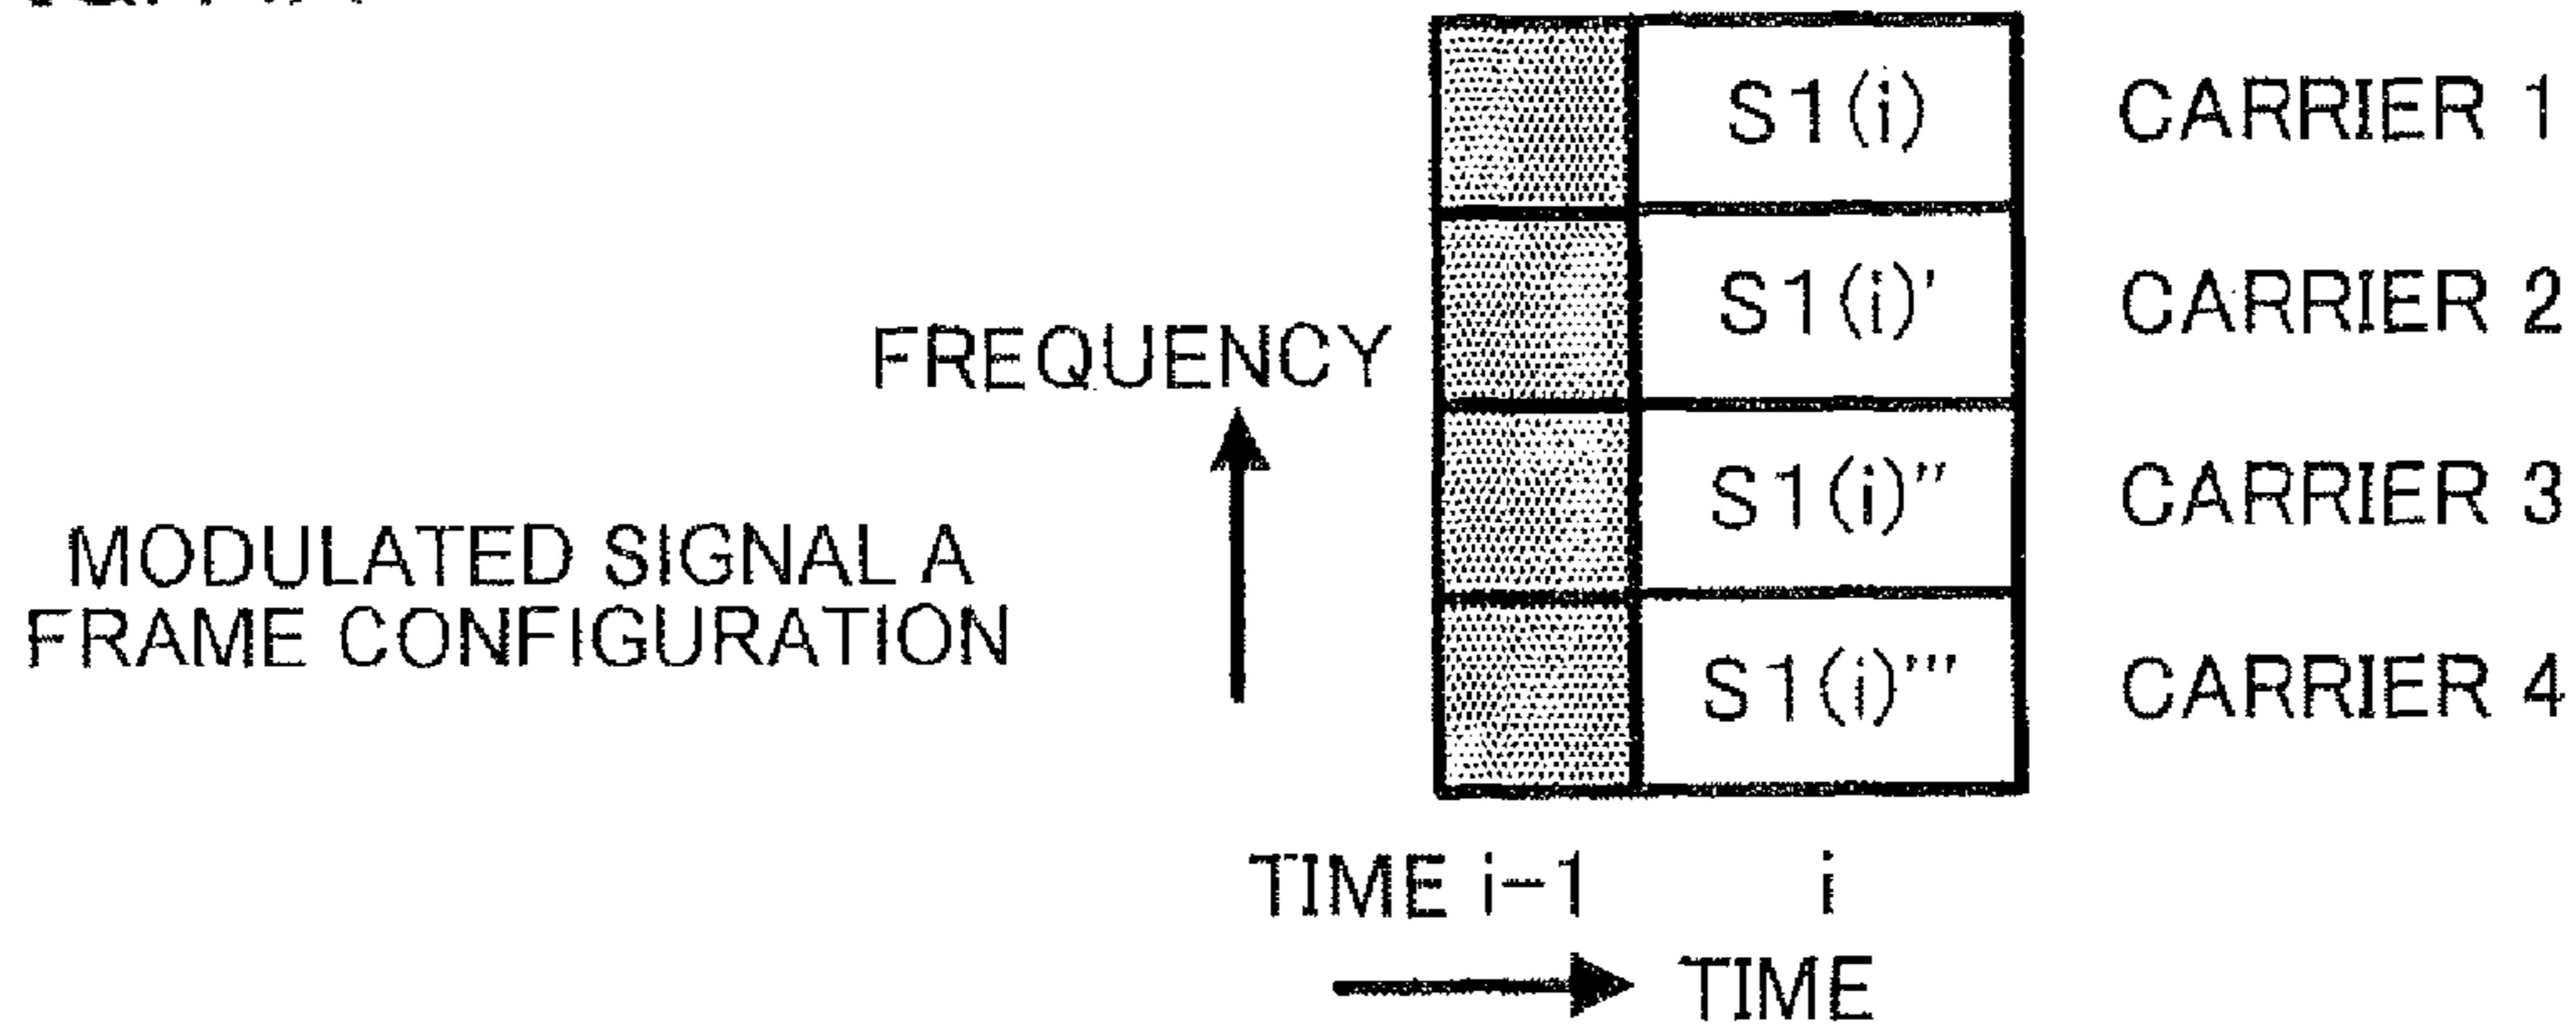 S1(i) CARRIER 1
S1(i)' CARRIER 2
FREQUENCY
S1(i)'' CARRIER 3
MODULATED SIGNAL A
FRAME CONFIGURATION
S1(i)''' CARRIER 4
TIME i-1 i
TIME